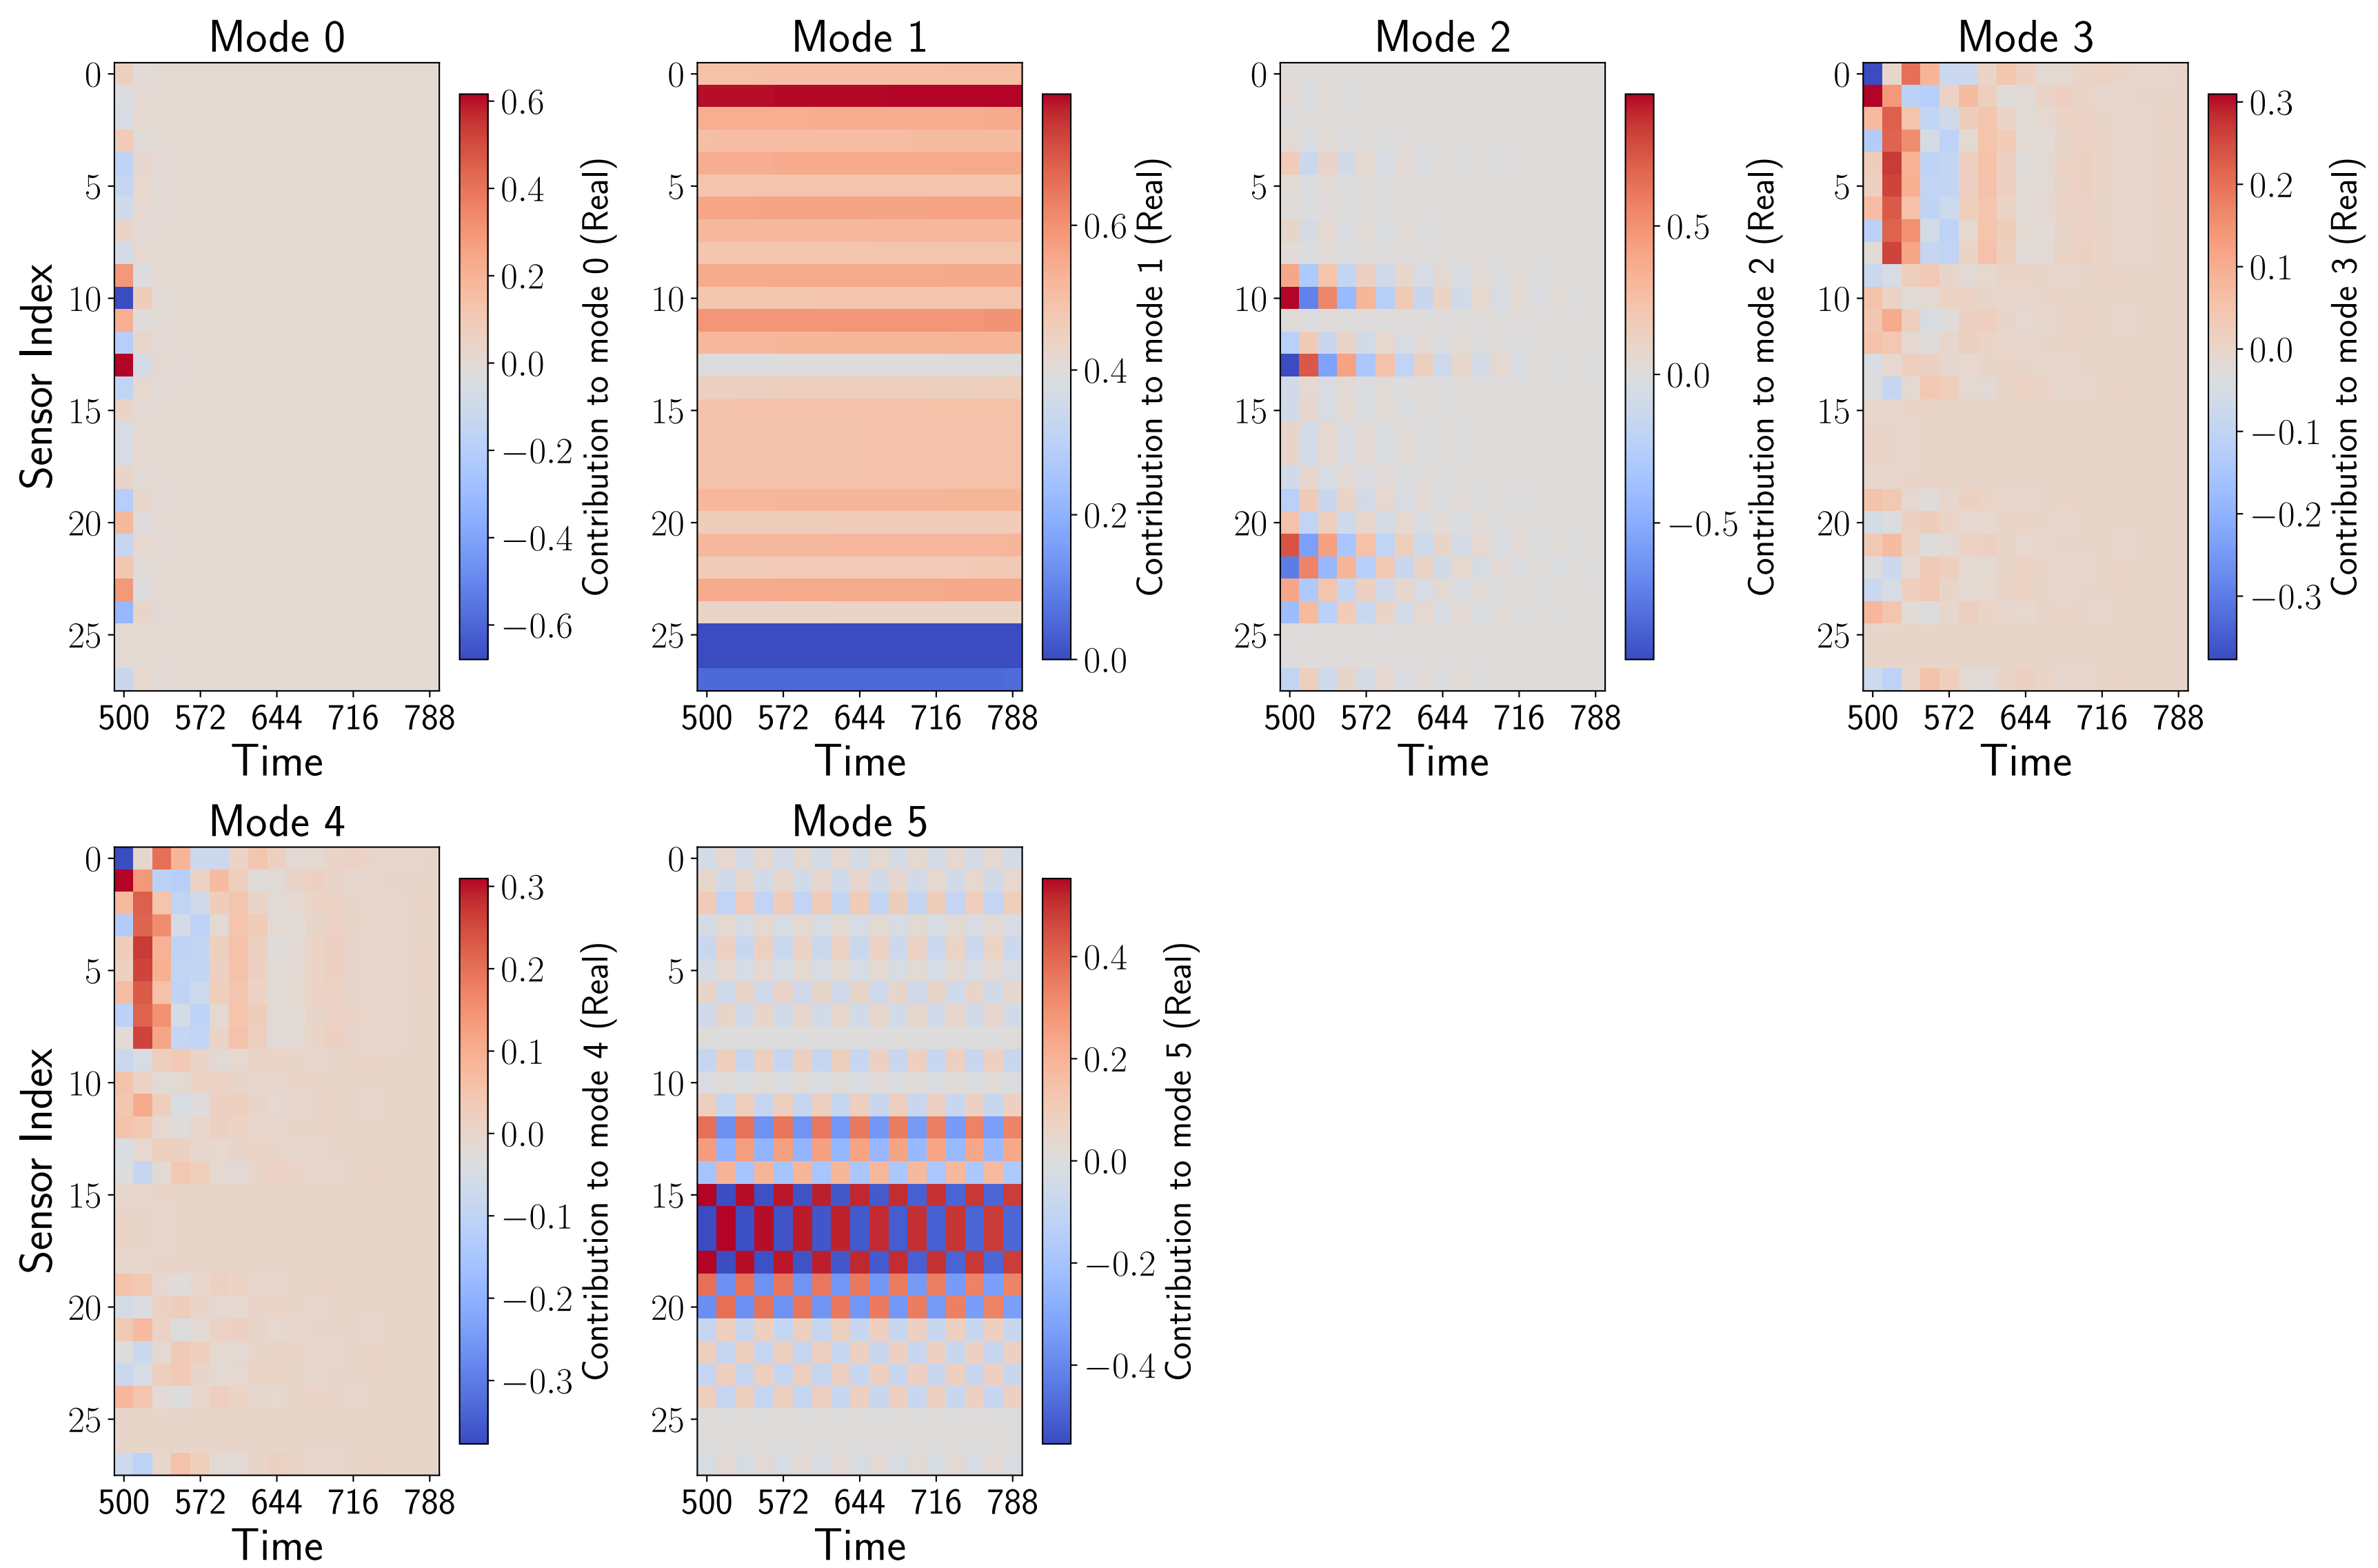 Mode 0
Mode 1
Mode 2
Mode 3
0
5
10
15
20
25
Sensor Index
500 572 644 716 788
Time
0.6
0.4
0.2
0.0
−0.2
−0.4
−0.6
Contribution to mode 0 (Real)
0
5
10
15
20
25
500 572 644 716 788
Time
0.6
0.4
0.2
0.0
Contribution to mode 1 (Real)
0
5
10
15
20
25
500 572 644 716 788
Time
0.5
0.0
−0.5
Contribution to mode 2 (Real)
0
5
10
15
20
25
500 572 644 716 788
Time
0.3
0.2
0.1
0.0
−0.1
−0.2
−0.3
Contribution to mode 3 (Real)
Mode 4
Mode 5
0
5
10
15
20
25
Sensor Index
500 572 644 716 788
Time
0.3
0.2
0.1
0.0
−0.1
−0.2
−0.3
Contribution to mode 4 (Real)
0
5
10
15
20
25
500 572 644 716 788
Time
0.4
0.2
0.0
−0.2
−0.4
Contribution to mode 5 (Real)